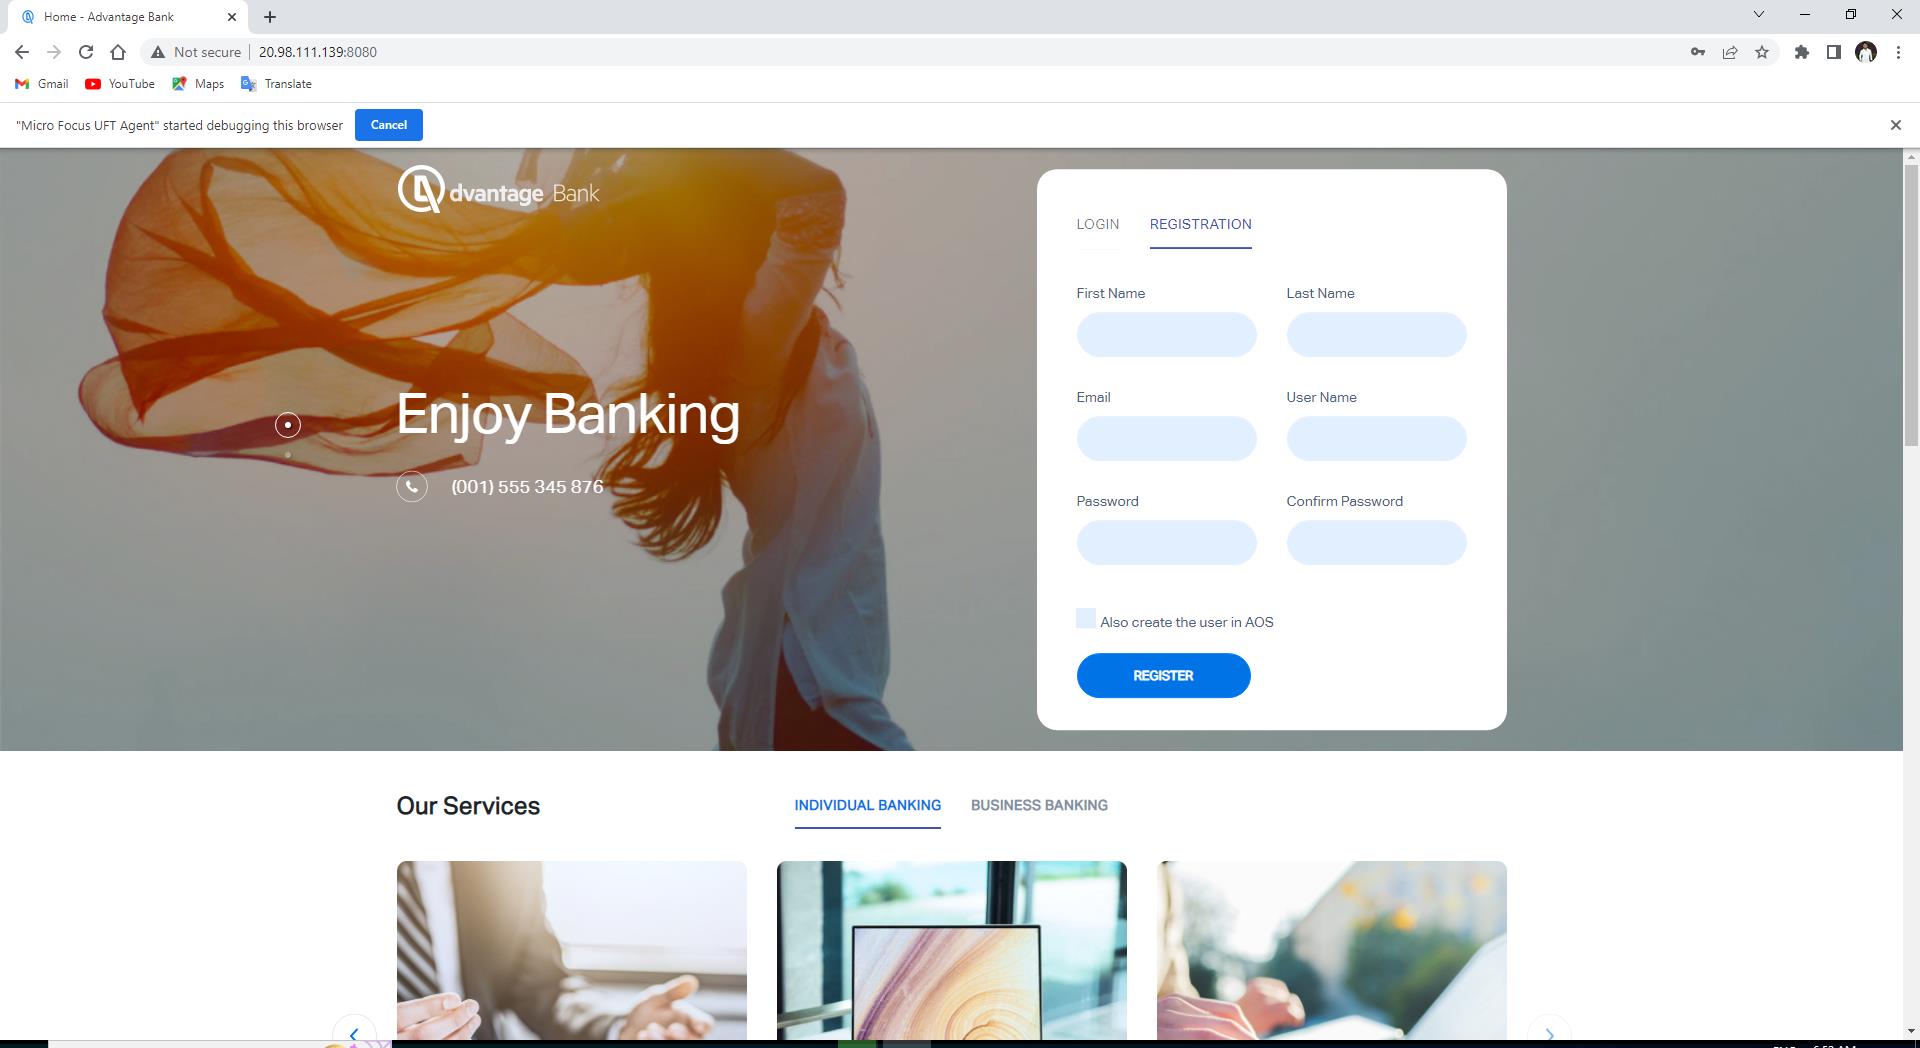 Home - Advantage Bank
Not secure
20.98.111.139:8080
Gmail
YouTube
Maps
Translate
"Micro Focus UFT Agent" started debugging this browser
Cancel
dvantage Bank
LOGIN
REGISTRATION
First Name
Last Name
Enjoy Banking
Email
User Name
(001) 555 345 876
Password
Confirm Password
Also create the user in AOS
REGISTER
Our Services
INDIVIDUAL BANKING
BUSINESS BANKING